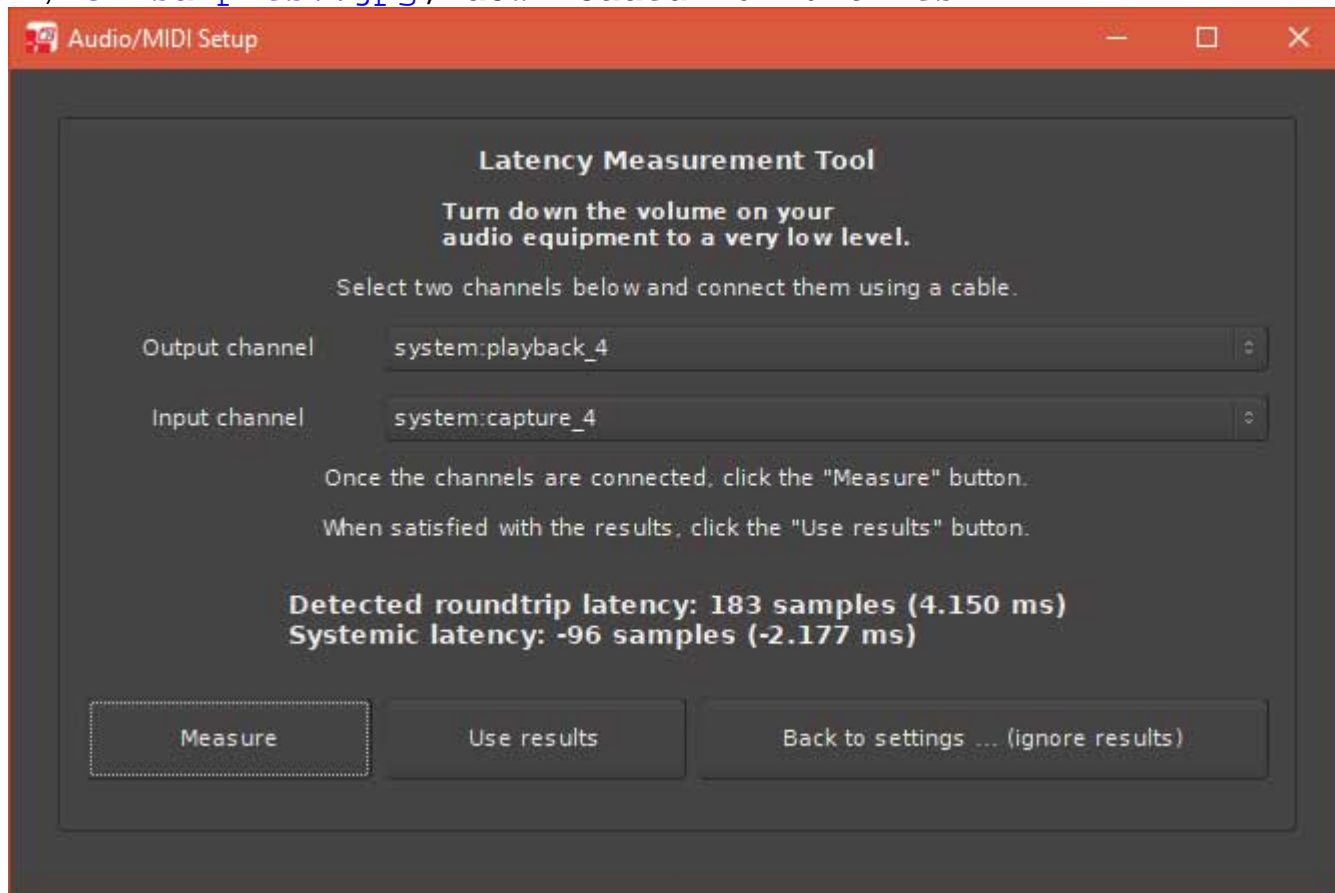 Audio/MIDI Setup
Latency Measurement Tool
Turn down the volume on your
audio equipment to a very low level.
Select two channels below and connect them using a cable.
Output channel system:playback_4
Input channel system:capture_4
Once the channels are connected, click the "Measure" button.
When satisfied with the results, click the "Use results" button.
Detected roundtrip latency: 183 samples (4.150 ms)
Systemic latency: -96 samples (-2.177 ms)
Measure Use results Back to settings ... (ignore results)